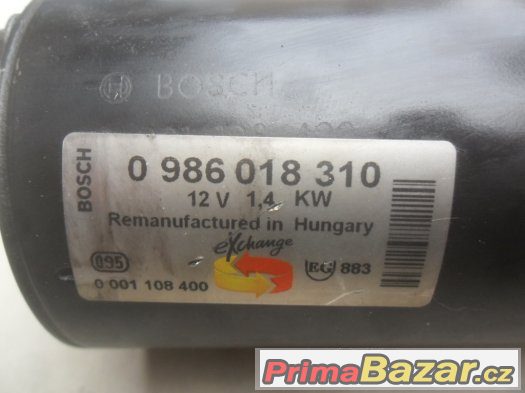 BOSCH
BOSCH
0 986 018 310
12 V 1,4 KW
Remanufactured in Hungary
eXchange
095
EG 883
0 001 108 400
PrimaBazar.cz